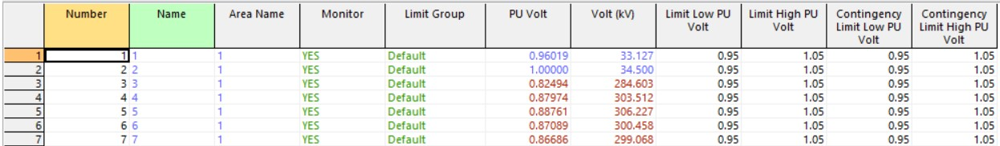 Number Name Area Name Monitor Limit Group PU Volt Volt (kV) Limit Low PU Volt Limit High PU Volt Contingency Limit Low PU Volt Contingency Limit High PU Volt
1 1 1 1 YES Default 0.96019 33.127 0.95 1.05 0.95 1.05
2 2 2 1 YES Default 1.00000 34.500 0.95 1.05 0.95 1.05
3 3 3 1 YES Default 0.82494 284.603 0.95 1.05 0.95 1.05
4 4 4 1 YES Default 0.87974 303.512 0.95 1.05 0.95 1.05
5 5 5 1 YES Default 0.88761 306.227 0.95 1.05 0.95 1.05
6 6 6 1 YES Default 0.87089 300.458 0.95 1.05 0.95 1.05
7 7 7 1 YES Default 0.86686 299.068 0.95 1.05 0.95 1.05